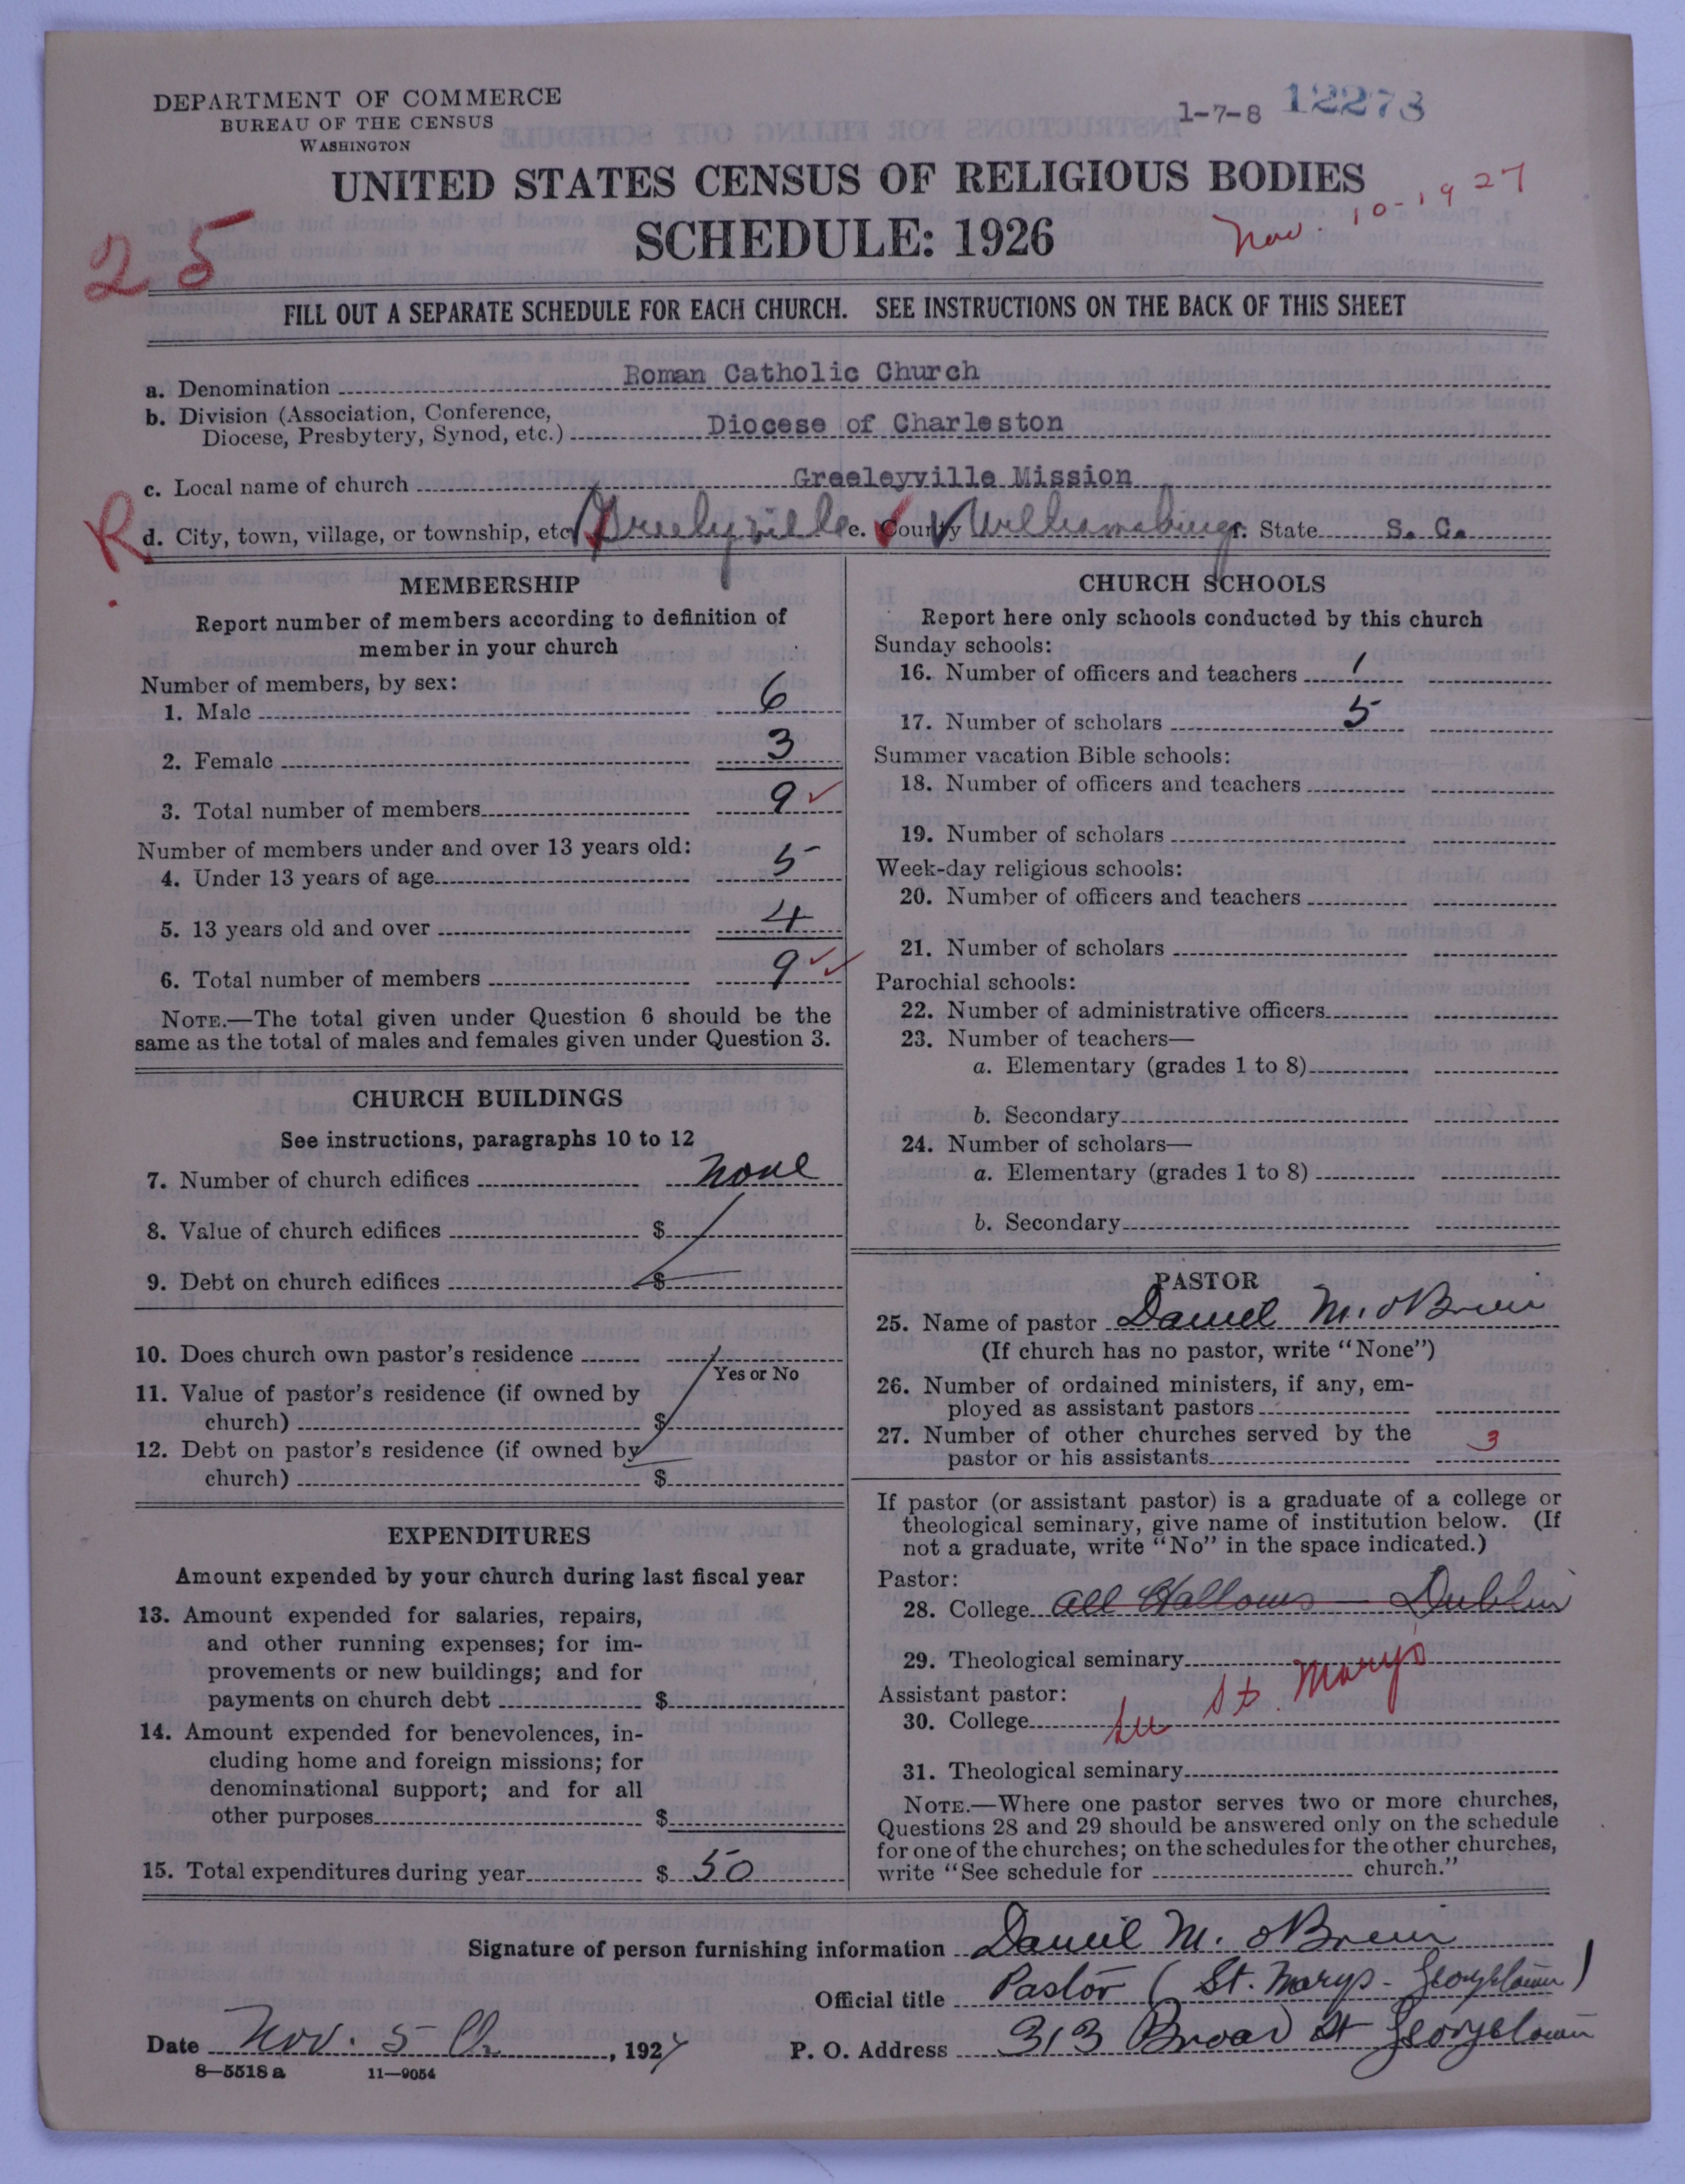 DEPARTMENT OF COMMERCE
BUREAU OF THE CENSUS
WASHINGTON
1-7-8 12273
UNITED STATES CENSUS OF RELIGIOUS BODIES
SCHEDULE: 1926
Nov. 10-1927
25
FILL OUT A SEPARATE SCHEDULE FOR EACH CHURCH. SEE INSTRUCTIONS ON THE BACK OF THIS SHEET
a. Denomination Roman Catholic Church
b. Division (Association, Conference,
Diocese, Presbytery, Synod, etc.) Diocese of Charleston
c. Local name of church Greeleyville Mission
R
d. City, town, village, or township, etc. Greelyville e. County Williamsburg f. State S. C.
MEMBERSHIP
Report number of members according to definition of
member in your church
Number of members, by sex:
1. Male 6
2. Female 3
3. Total number of members 9 ✓
Number of members under and over 13 years old:
4. Under 13 years of age 5
5. 13 years old and over 4
6. Total number of members 9 ✓✓
NOTE.—The total given under Question 6 should be the
same as the total of males and females given under Question 3.
CHURCH BUILDINGS
See instructions, paragraphs 10 to 12
7. Number of church edifices none
8. Value of church edifices $
9. Debt on church edifices $
10. Does church own pastor's residence
Yes or No
11. Value of pastor's residence (if owned by
church) $
12. Debt on pastor's residence (if owned by
church) $
EXPENDITURES
Amount expended by your church during last fiscal year
13. Amount expended for salaries, repairs,
and other running expenses; for im-
provements or new buildings; and for
payments on church debt $
14. Amount expended for benevolences, in-
cluding home and foreign missions; for
denominational support; and for all
other purposes $
15. Total expenditures during year $ 50
CHURCH SCHOOLS
Report here only schools conducted by this church
Sunday schools:
16. Number of officers and teachers 1
17. Number of scholars 5
Summer vacation Bible schools:
18. Number of officers and teachers
19. Number of scholars
Week-day religious schools:
20. Number of officers and teachers
21. Number of scholars
Parochial schools:
22. Number of administrative officers
23. Number of teachers—
a. Elementary (grades 1 to 8)
b. Secondary
24. Number of scholars—
a. Elementary (grades 1 to 8)
b. Secondary
PASTOR
25. Name of pastor Daniel M. O'Brien
(If church has no pastor, write "None")
26. Number of ordained ministers, if any, em-
ployed as assistant pastors
27. Number of other churches served by the
pastor or his assistants 3
If pastor (or assistant pastor) is a graduate of a college or
theological seminary, give name of institution below. (If
not a graduate, write "No" in the space indicated.)
Pastor:
28. College All Hallows — Dublin
29. Theological seminary
See St. Marys
Assistant pastor:
30. College
31. Theological seminary
NOTE.—Where one pastor serves two or more churches,
Questions 28 and 29 should be answered only on the schedule
for one of the churches; on the schedules for the other churches,
write "See schedule for church."
Signature of person furnishing information Daniel M. O'Brien
Official title Pastor (St. Marys - Georgetown)
Date Nov. 5th, 1927
P. O. Address 313 Broad St Georgetown
8—5518 a 11—9054